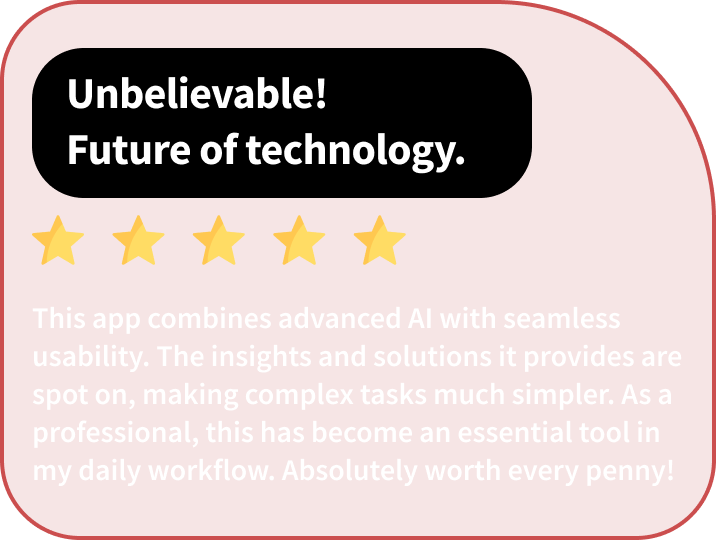 Unbelievable!
Future of technology.
This app combines advanced AI with seamless
usability. The insights and solutions it provides are
spot on, making complex tasks much simpler. As a
professional, this has become an essential tool in
my daily workflow. Absolutely worth every penny!